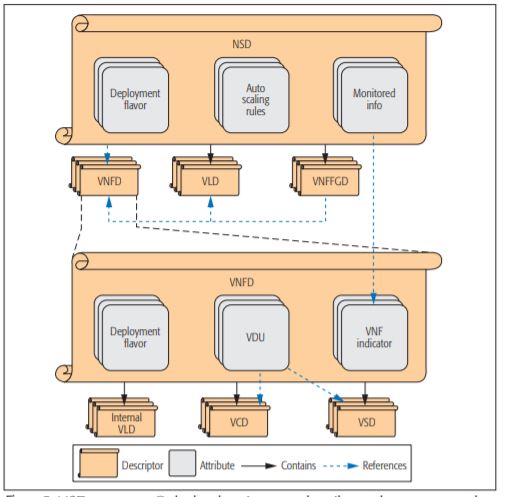 NSD
Deployment
flavor
Auto
scaling
rules
Monitored
info
VNFD
VLD
VNFFGD
VNFD
Deployment
flavor
VDU
VNF
indicator
Internal
VLD
VCD
VSD
Descriptor
Attribute
Contains
References